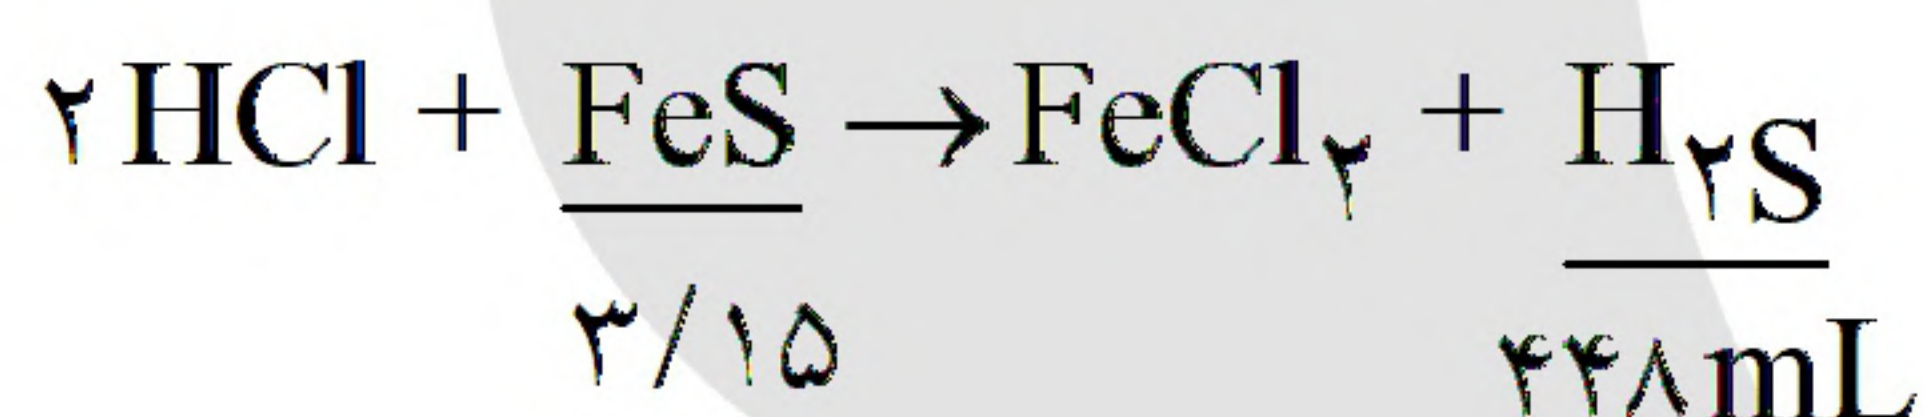 ۲HCl + FeS → FeCl۲ + H۲S
۳/۱۵ ۴۴۸mL